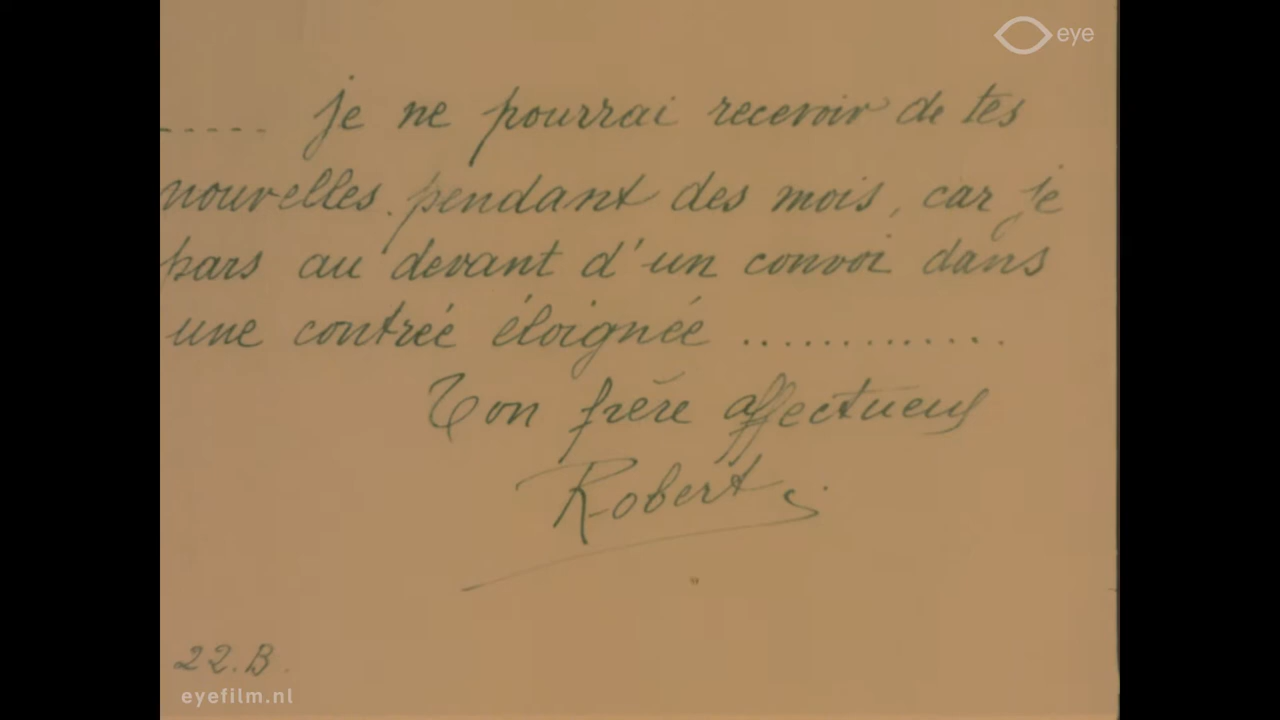 eye
..... je ne pourrai recevoir de tes
nouvelles pendant des mois, car je
pars au devant d'un convoi dans
une contrée éloignée .............
Ton frère affectueux
Robert
22.B.
eyefilm.nl